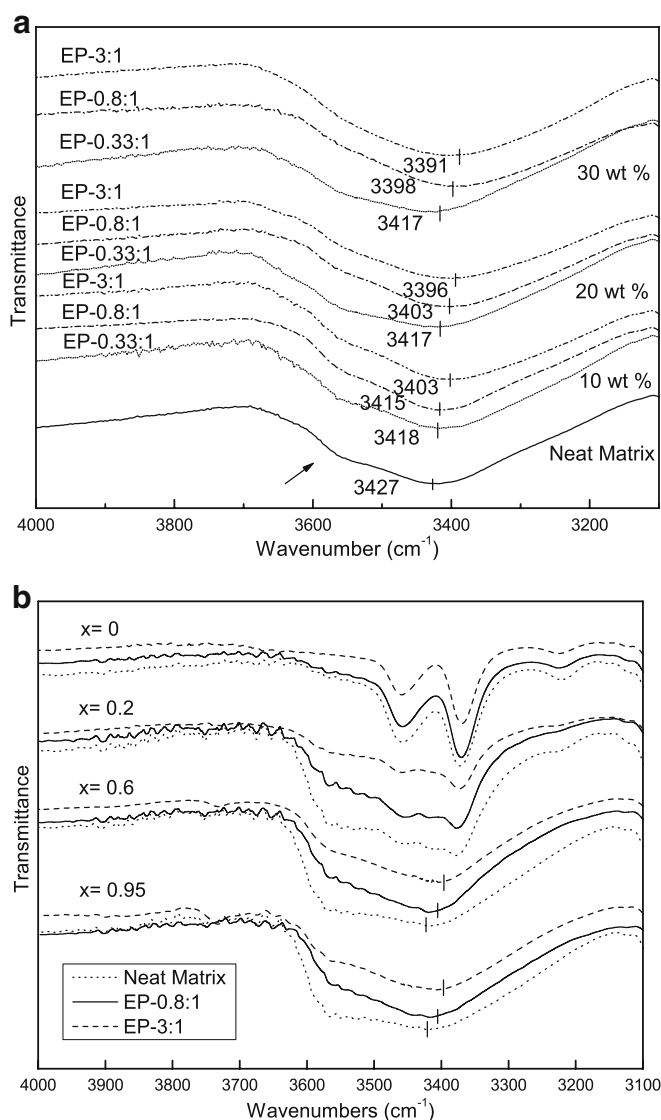 a
EP-3:1
EP-0.8:1
EP-0.33:1
3391
3398
3417
30 wt %
EP-3:1
EP-0.8:1
EP-0.33:1
3396
3403
3417
20 wt %
EP-3:1
EP-0.8:1
EP-0.33:1
3403
3415
3418
10 wt %
3427
Neat Matrix
Transmittance
4000 3800 3600 3400 3200
Wavenumber (cm⁻¹)
b
x= 0
x= 0.2
x= 0.6
x= 0.95
Transmittance
Neat Matrix
EP-0.8:1
EP-3:1
4000 3900 3800 3700 3600 3500 3400 3300 3200 3100
Wavenumbers (cm⁻¹)